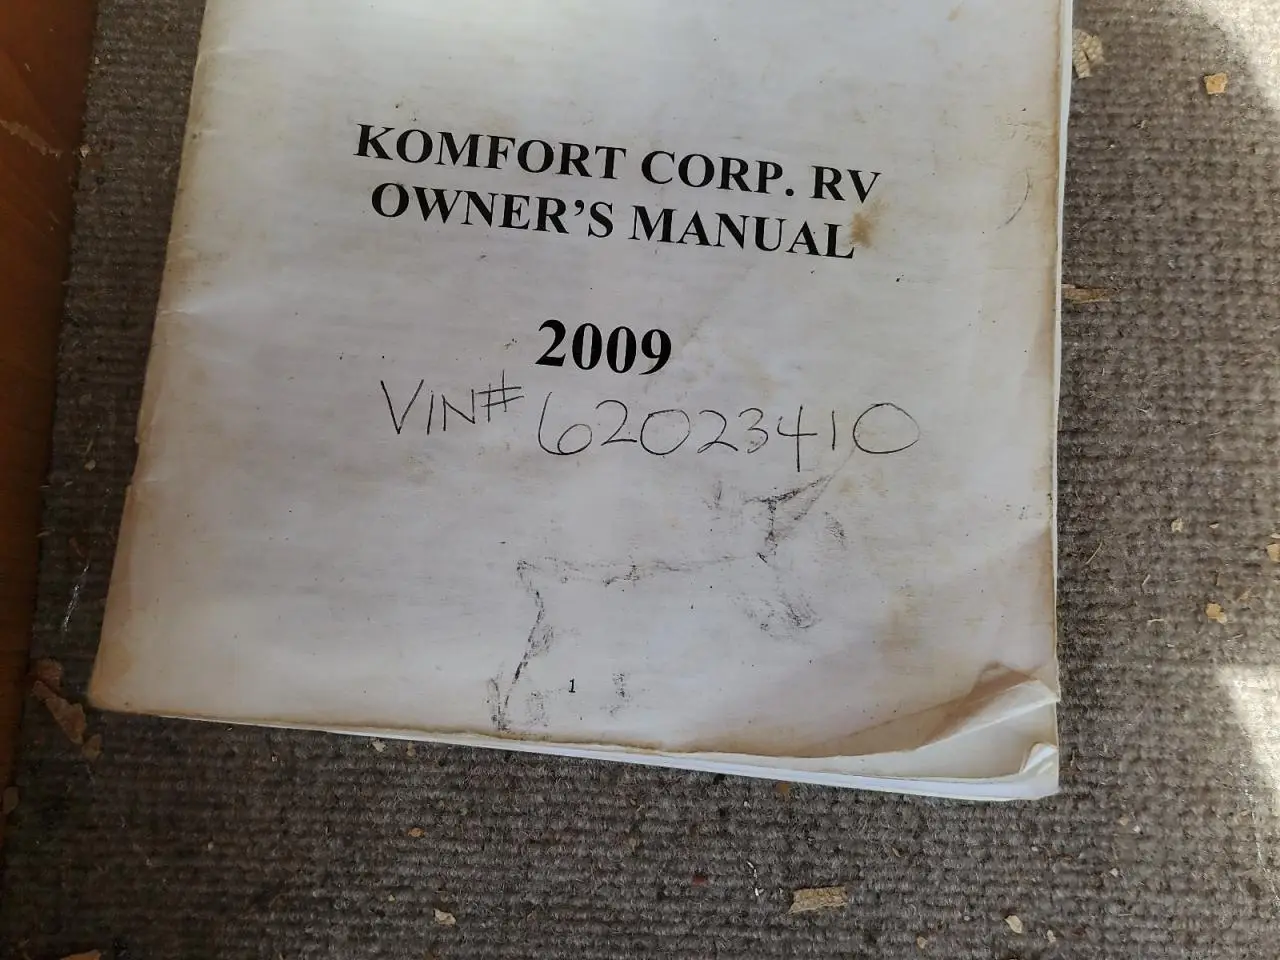 KOMFORT CORP. RV
OWNER'S MANUAL
2009
VIN# 62023410
1